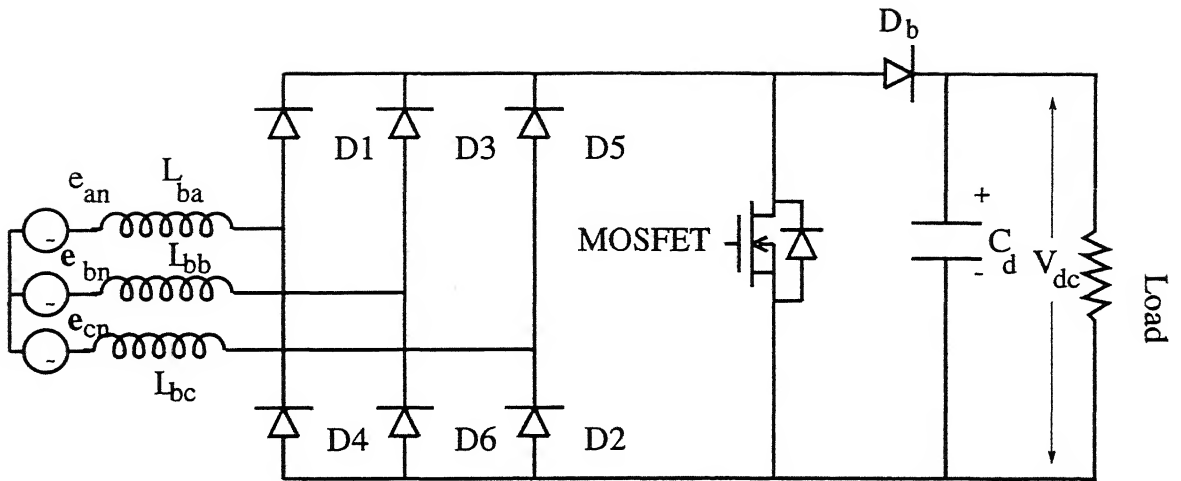 D_b
D1
D3
D5
e_an
L_ba
e_bn
L_bb
e_cn
L_bc
MOSFET
+
C_d
-
V_dc
Load
D4
D6
D2